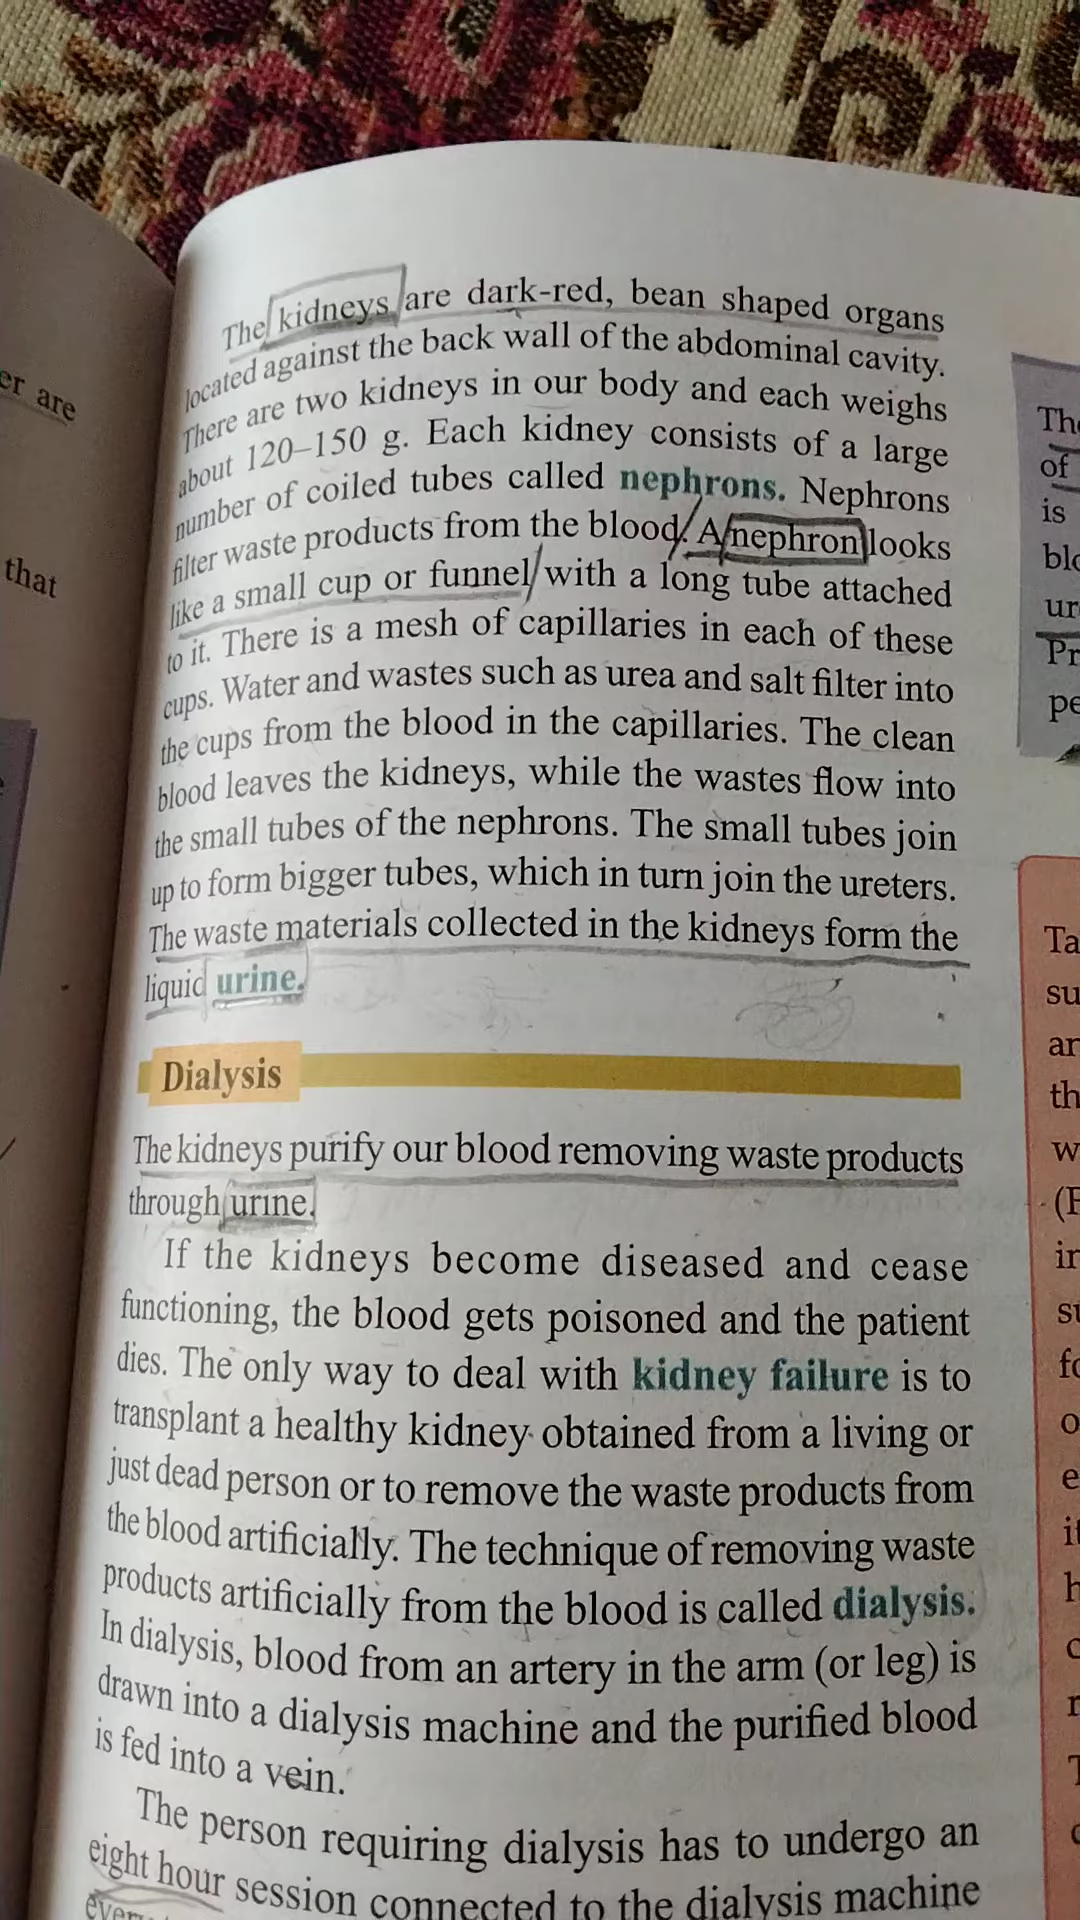 The kidneys are dark-red, bean shaped organs
located against the back wall of the abdominal cavity.
There are two kidneys in our body and each weighs
about 120–150 g. Each kidney consists of a large
number of coiled tubes called nephrons. Nephrons
filter waste products from the blood. A nephron looks
like a small cup or funnel with a long tube attached
to it. There is a mesh of capillaries in each of these
cups. Water and wastes such as urea and salt filter into
the cups from the blood in the capillaries. The clean
blood leaves the kidneys, while the wastes flow into
the small tubes of the nephrons. The small tubes join
up to form bigger tubes, which in turn join the ureters.
The waste materials collected in the kidneys form the
liquid urine.
Dialysis
The kidneys purify our blood removing waste products
through urine.
If the kidneys become diseased and cease
functioning, the blood gets poisoned and the patient
dies. The only way to deal with kidney failure is to
transplant a healthy kidney obtained from a living or
just dead person or to remove the waste products from
the blood artificially. The technique of removing waste
products artificially from the blood is called dialysis.
In dialysis, blood from an artery in the arm (or leg) is
drawn into a dialysis machine and the purified blood
is fed into a vein.
The person requiring dialysis has to undergo an
eight hour session connected to the dialysis machine
er are
that
of
is